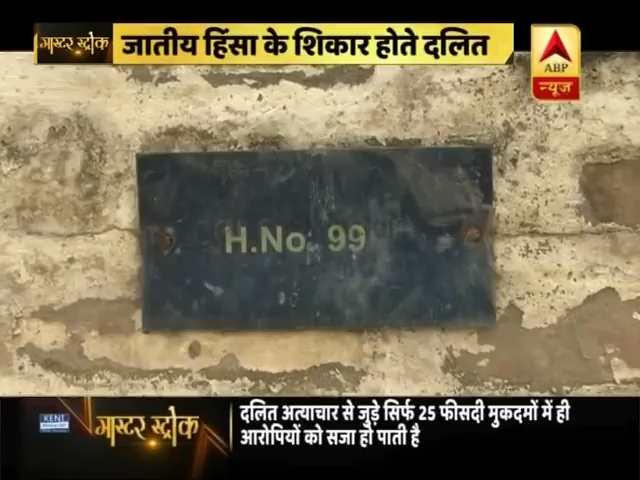 मास्टर स्ट्रोक
जातीय हिंसा के शिकार होते दलित
ABP
न्यूज़
H.No. 99
KENT
मास्टर स्ट्रोक
दलित अत्याचार से जुड़े सिर्फ 25 फीसदी मुकदमों में ही
आरोपियों को सजा हो पाती है